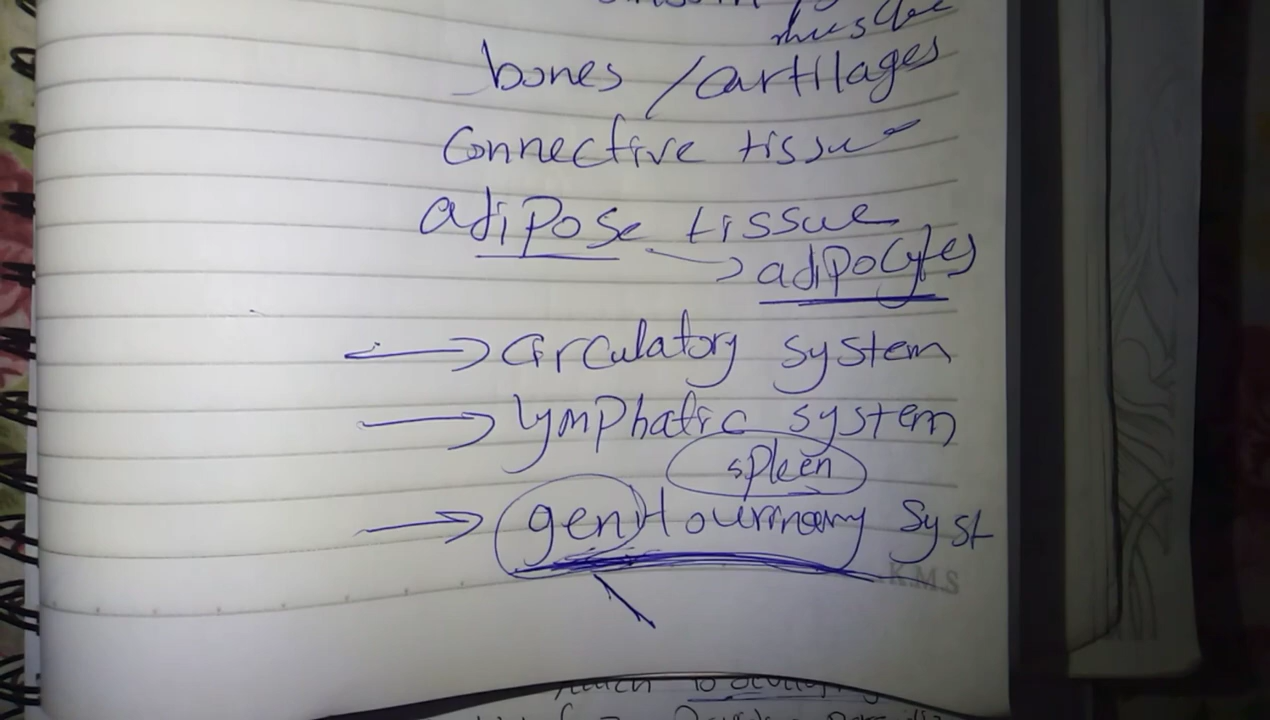 muscle
bones / cartilages
Connective tissue
adipose tissue
→ adipocytes
→ Circulatory system
→ lymphatic system
spleen
→ genitourinary Syst
K.M.S